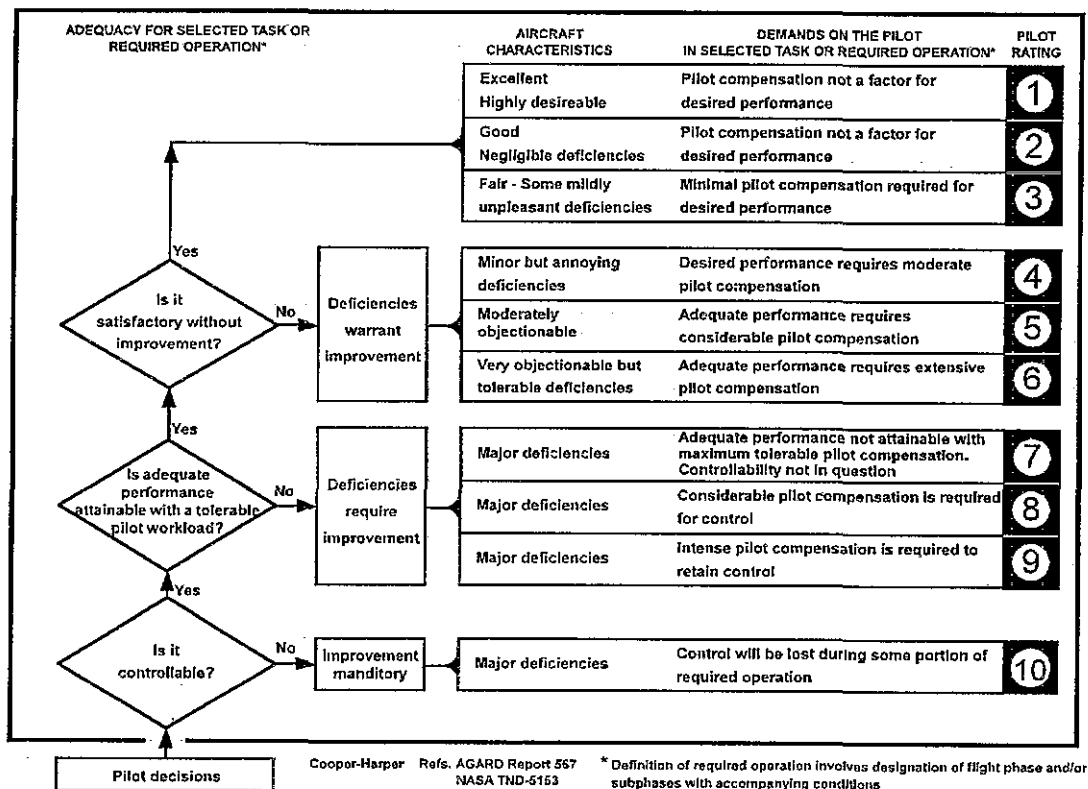 ADEQUACY FOR SELECTED TASK OR
REQUIRED OPERATION*
AIRCRAFT
CHARACTERISTICS
DEMANDS ON THE PILOT
IN SELECTED TASK OR REQUIRED OPERATION*
PILOT
RATING
Excellent
Highly desireable
Pilot compensation not a factor for
desired performance
1
Good
Negligible deficiencies
Pilot compensation not a factor for
desired performance
2
Fair - Some mildly
unpleasant deficiencies
Minimal pilot compensation required for
desired performance
3
Yes
Is it
satisfactory without
improvement?
No
Deficiencies
warrant
improvement
Minor but annoying
deficiencies
Desired performance requires moderate
pilot compensation
4
Moderately
objectionable
Adequate performance requires
considerable pilot compensation
5
Very objectionable but
tolerable deficiencies
Adequate performance requires extensive
pilot compensation
6
Yes
Is adequate
performance
attainable with a tolerable
pilot workload?
No
Deficiencies
require
improvement
Major deficiencies
Adequate performance not attainable with
maximum tolerable pilot compensation.
Controllability not in question
7
Major deficiencies
Considerable pilot compensation is required
for control
8
Major deficiencies
Intense pilot compensation is required to
retain control
9
Yes
Is it
controllable?
No
Improvement
manditory
Major deficiencies
Control will be lost during some portion of
required operation
10
Pilot decisions
Cooper-Harper Refs. AGARD Report 567
NASA TND-5153
* Definition of required operation involves designation of flight phase and/or
subphases with accompanying conditions